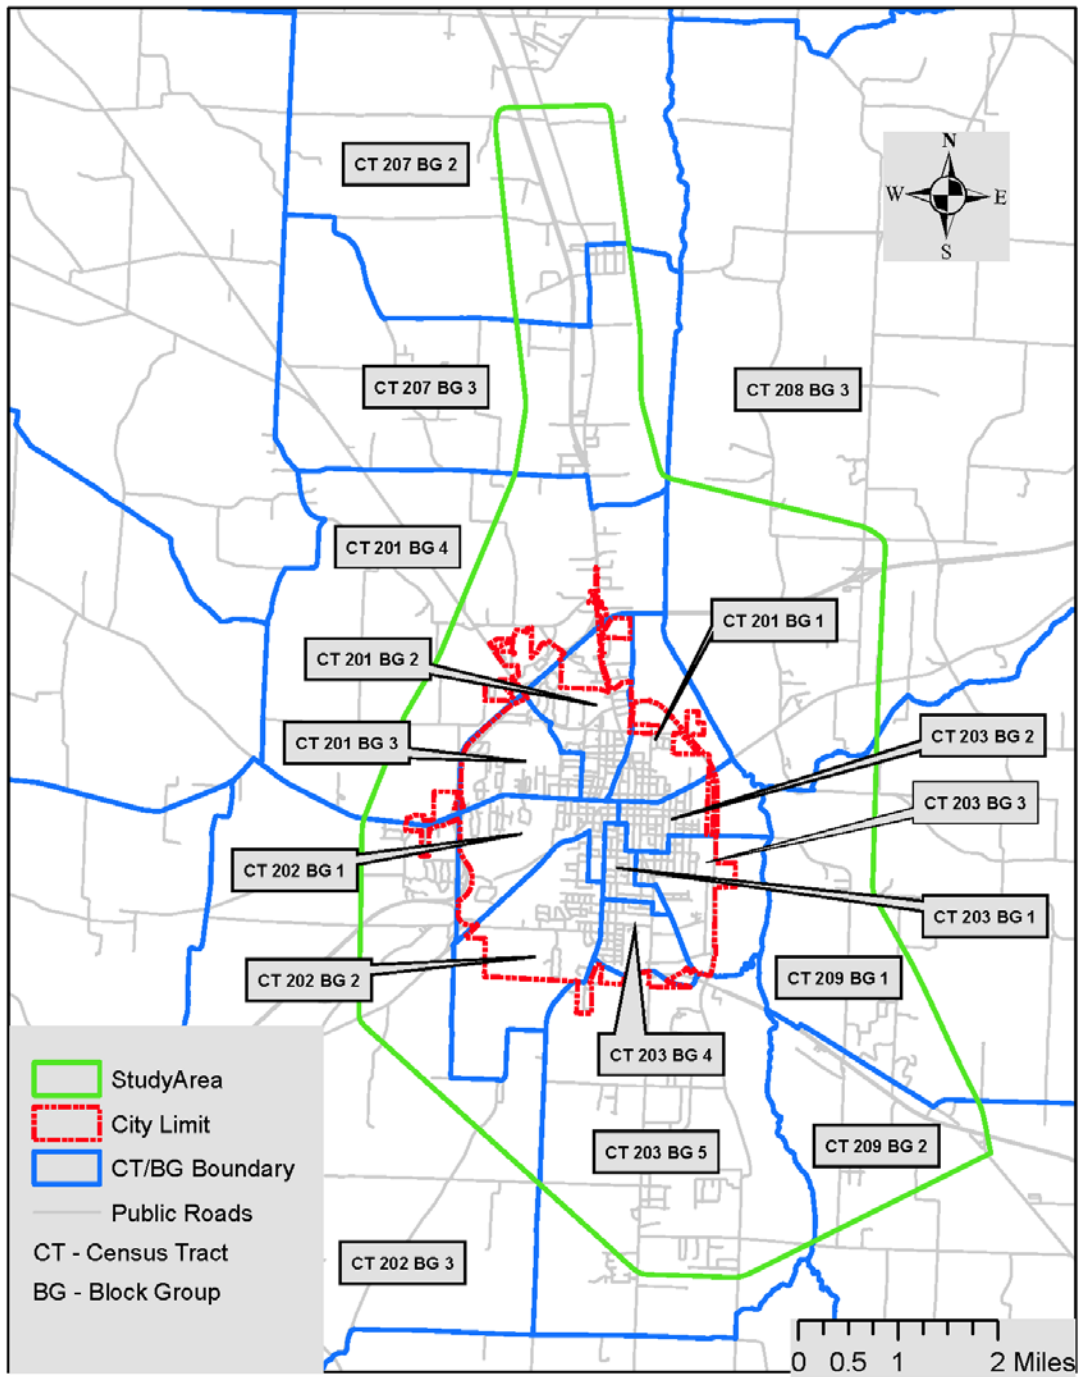 CT 207 BG 2
N
W E
S
CT 207 BG 3
CT 208 BG 3
CT 201 BG 4
CT 201 BG 1
CT 201 BG 2
CT 201 BG 3
CT 203 BG 2
CT 203 BG 3
CT 202 BG 1
CT 203 BG 1
CT 202 BG 2
CT 209 BG 1
CT 203 BG 4
CT 203 BG 5
CT 209 BG 2
CT 202 BG 3
StudyArea
City Limit
CT/BG Boundary
Public Roads
CT - Census Tract
BG - Block Group
0 0.5 1 2 Miles